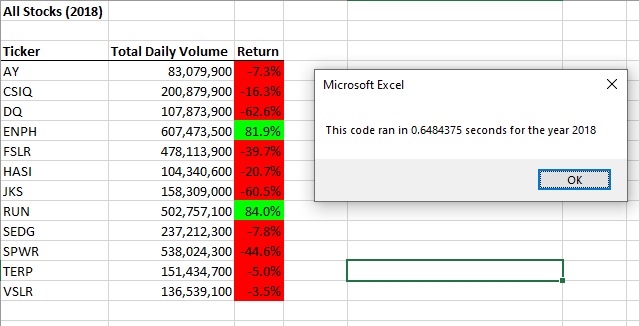 All Stocks (2018)
Ticker Total Daily Volume Return
AY 83,079,900 -7.3%
CSIQ 200,879,900 -16.3%
DQ 107,873,900 -62.6%
ENPH 607,473,500 81.9%
FSLR 478,113,900 -39.7%
HASI 104,340,600 -20.7%
JKS 158,309,000 -60.5%
RUN 502,757,100 84.0%
SEDG 237,212,300 -7.8%
SPWR 538,024,300 -44.6%
TERP 151,434,700 -5.0%
VSLR 136,539,100 -3.5%
Microsoft Excel
This code ran in 0.6484375 seconds for the year 2018
OK